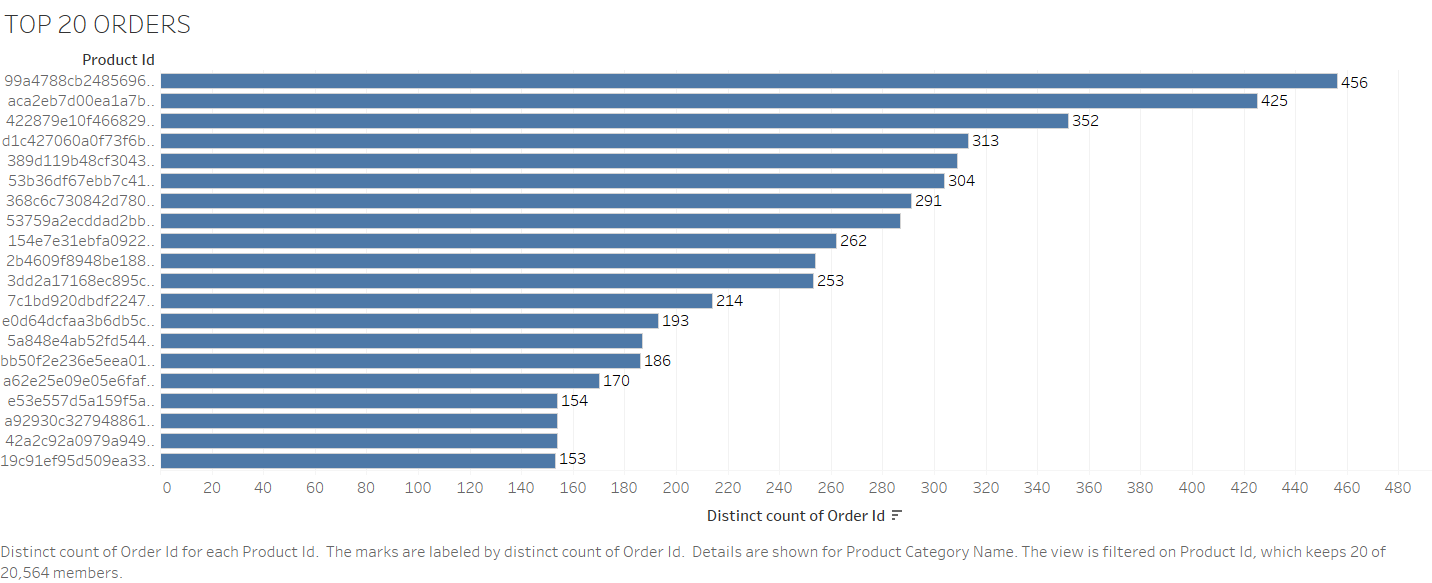 TOP 20 ORDERS
Product Id
99a4788cb2485696.. 456
aca2eb7d00ea1a7b.. 425
422879e10f466829.. 352
d1c427060a0f73f6b.. 313
389d119b48cf3043..
53b36df67ebb7c41.. 304
368c6c730842d780.. 291
53759a2ecddad2bb..
154e7e31ebfa0922.. 262
2b4609f8948be188..
3dd2a17168ec895c.. 253
7c1bd920dbdf2247.. 214
e0d64dcfaa3b6db5c.. 193
5a848e4ab52fd544..
bb50f2e236e5eea01.. 186
a62e25e09e05e6faf.. 170
e53e557d5a159f5a.. 154
a92930c327948861..
42a2c92a0979a949..
19c91ef95d509ea33.. 153
0 20 40 60 80 100 120 140 160 180 200 220 240 260 280 300 320 340 360 380 400 420 440 460 480
Distinct count of Order Id
Distinct count of Order Id for each Product Id.  The marks are labeled by distinct count of Order Id.  Details are shown for Product Category Name. The view is filtered on Product Id, which keeps 20 of
20,564 members.